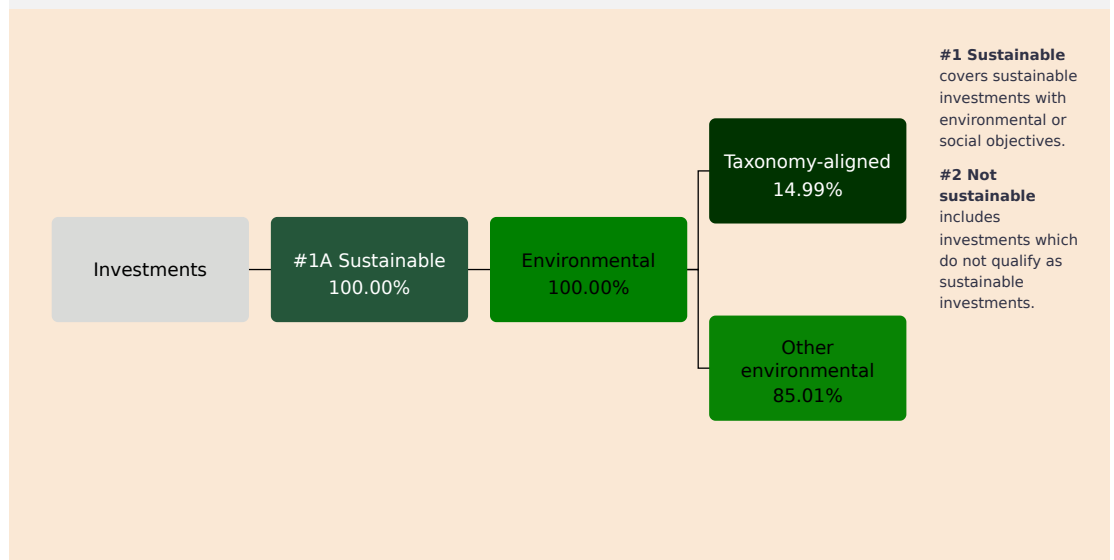 Investments
#1A Sustainable
100.00%
Environmental
100.00%
Taxonomy-aligned
14.99%
Other
environmental
85.01%
#1 Sustainable
covers sustainable
investments with
environmental or
social objectives.
#2 Not
sustainable
includes
investments which
do not qualify as
sustainable
investments.